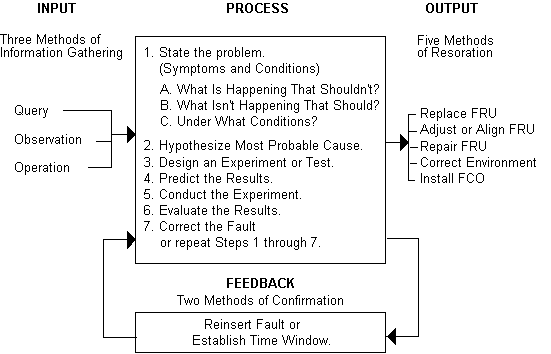 INPUT
PROCESS
OUTPUT
Three Methods of
Information Gathering
Query
Observation
Operation
1. State the problem.
(Symptoms and Conditions)
A. What Is Happening That Shouldn't?
B. What Isn't Happening That Should?
C. Under What Conditions?
2. Hypothesize Most Probable Cause.
3. Design an Experiment or Test.
4. Predict the Results.
5. Conduct the Experiment.
6. Evaluate the Results.
7. Correct the Fault
or repeat Steps 1 through 7.
Five Methods
of Resoration
Replace FRU
Adjust or Align FRU
Repair FRU
Correct Environment
Install FCO
FEEDBACK
Two Methods of Confirmation
Reinsert Fault or
Establish Time Window.